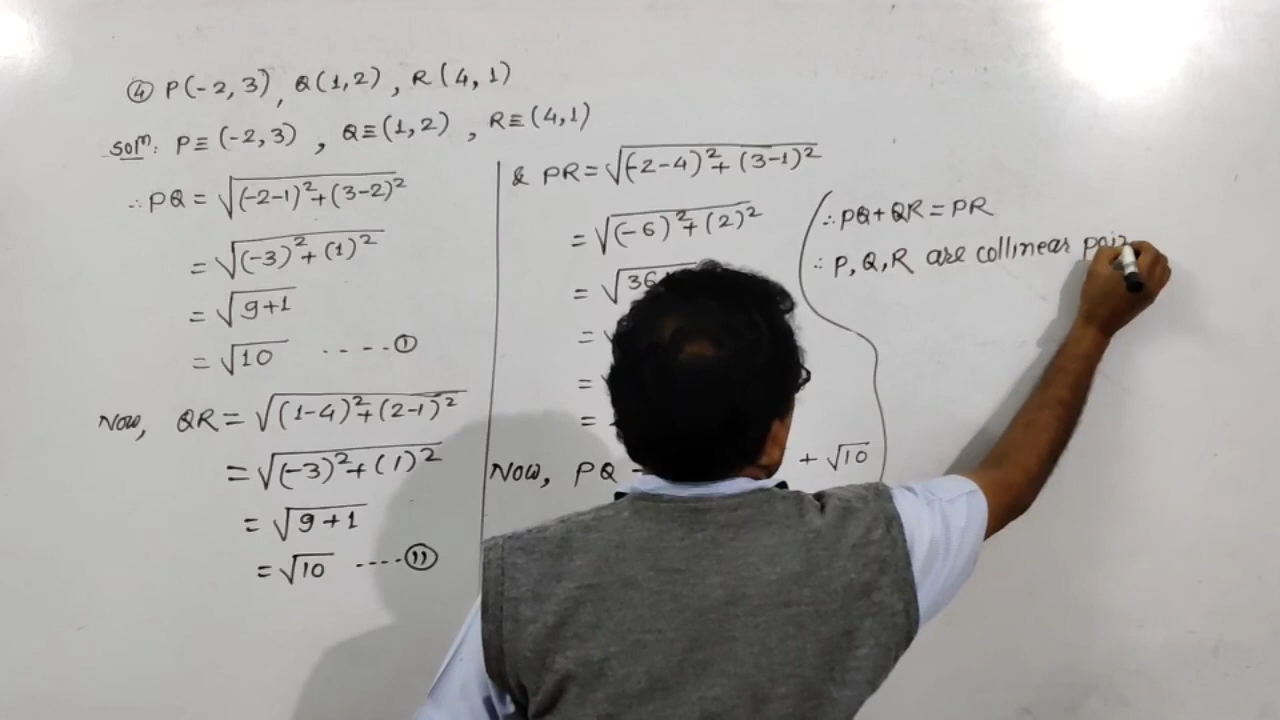 ④ P(-2,3), Q(1,2), R(4,1)
Solⁿ: P≡(-2,3), Q≡(1,2), R≡(4,1)
∴ PQ = √((-2-1)²+(3-2)²)
= √((-3)²+(1)²)
= √(9+1)
= √10 ----- ①
Now, QR = √((1-4)²+(2-1)²)
= √((-3)²+(1)²)
= √(9+1)
= √10 ---- ⑪
& PR = √((-2-4)²+(3-1)²)
= √((-6)²+(2)²)
= √36
= √
=
=
Now, PQ + √10
∴ PQ+QR = PR
∴ P, Q, R are collinear